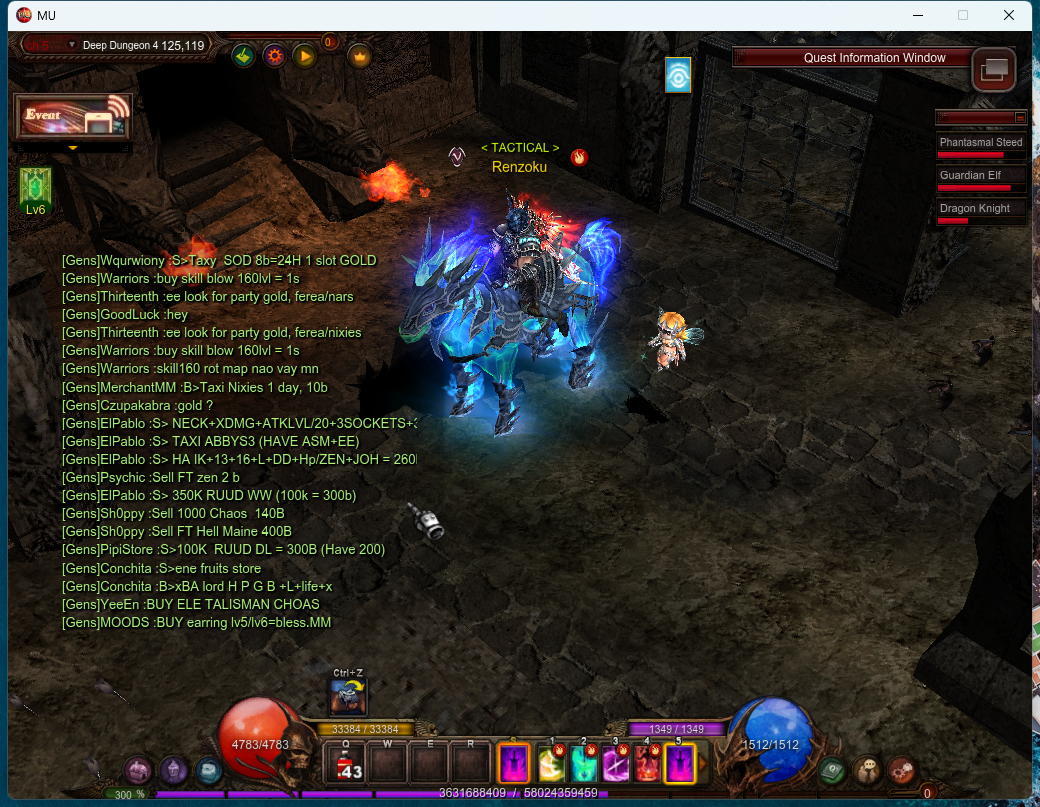 MU
Ch 5
Deep Dungeon 4 125,119
0
Quest Information Window
Event
Phantasmal Steed
Guardian Elf
Dragon Knight
Lv6
< TACTICAL >
Renzoku
[Gens]Wqurwiony :S>Taxy  SOD 8b=24H 1 slot GOLD
[Gens]Warriors :buy skill blow 160lvl = 1s
[Gens]Thirteenth :ee look for party gold, ferea/nars
[Gens]GoodLuck :hey
[Gens]Thirteenth :ee look for party gold, ferea/nixies
[Gens]Warriors :buy skill blow 160lvl = 1s
[Gens]Warriors :skill160 rot map nao vay mn
[Gens]MerchantMM :B>Taxi Nixies 1 day, 10b
[Gens]Czupakabra :gold ?
[Gens]ElPablo :S> NECK+XDMG+ATKLVL/20+3SOCKETS+3
[Gens]ElPablo :S> TAXI ABBYS3 (HAVE ASM+EE)
[Gens]ElPablo :S> HA IK+13+16+L+DD+Hp/ZEN+JOH = 260
[Gens]Psychic :Sell FT zen 2 b
[Gens]ElPablo :S> 350K RUUD WW (100k = 300b)
[Gens]Sh0ppy :Sell 1000 Chaos  140B
[Gens]Sh0ppy :Sell FT Hell Maine 400B
[Gens]PipiStore :S>100K  RUUD DL = 300B (Have 200)
[Gens]Conchita :S>ene fruits store
[Gens]Conchita :B>xBA lord H P G B +L+life+x
[Gens]YeeEn :BUY ELE TALISMAN CHOAS
[Gens]MOODS :BUY earring lv5/lv6=bless.MM
Ctrl+Z
33384 / 33384
1349 / 1349
4783/4783
Q W E R 1 2 3 4 5
43
1512/1512
300 %
3631688409 / 58024359459
0